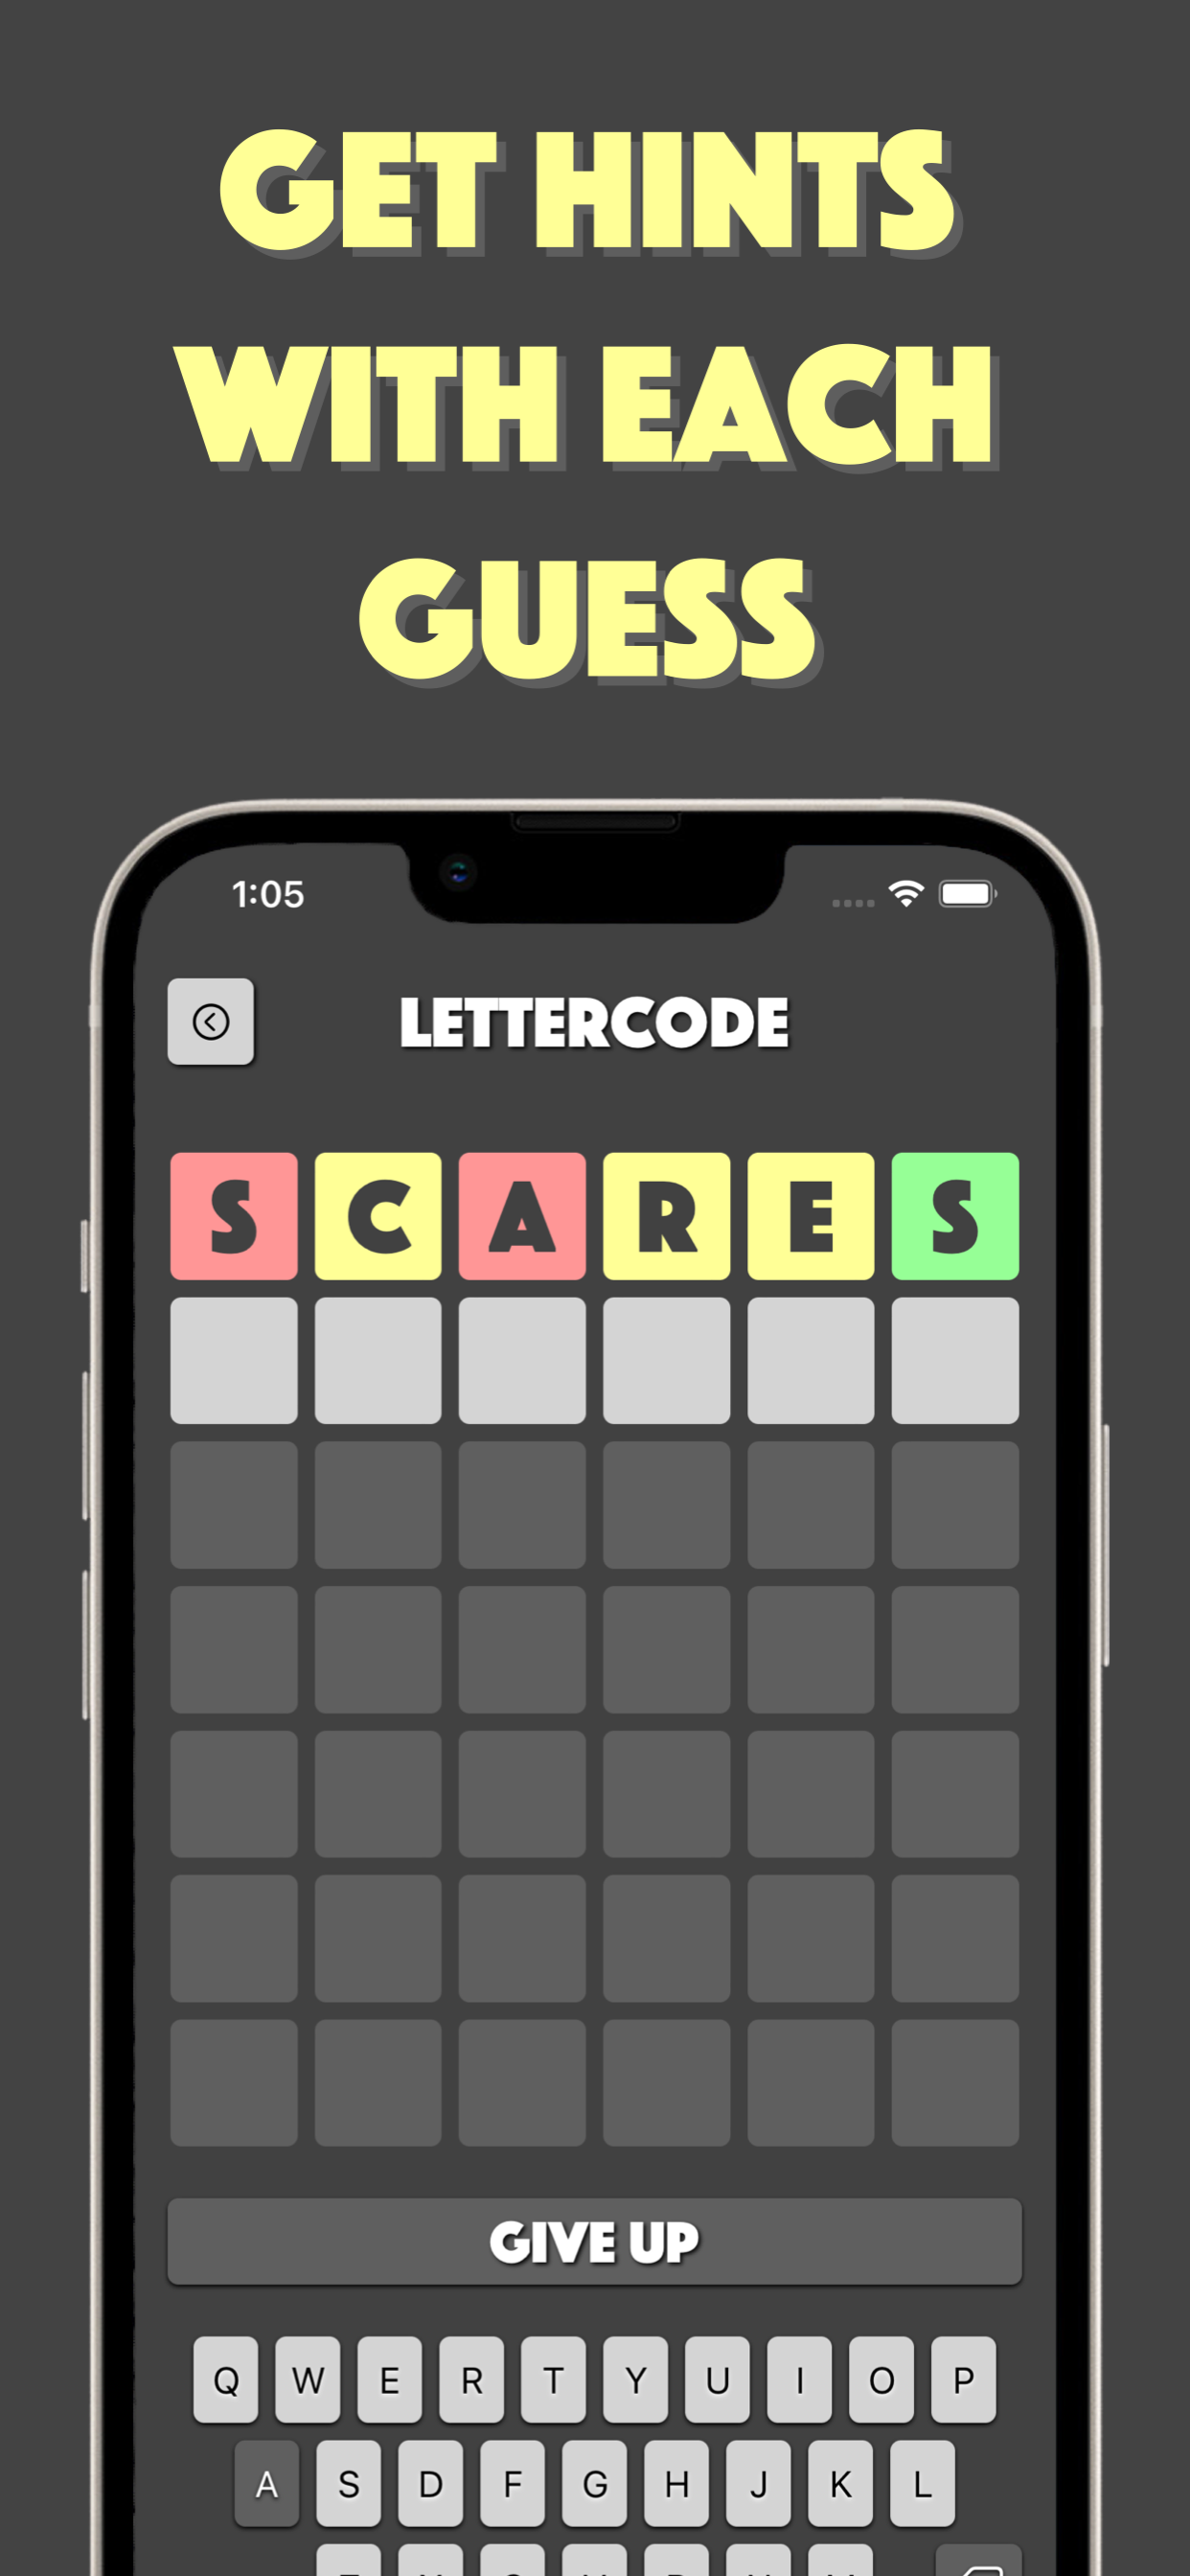 GET HINTS
WITH EACH
GUESS
1:05
LETTERCODE
S C A R E S
GIVE UP
Q W E R T Y U I O P
A S D F G H J K L